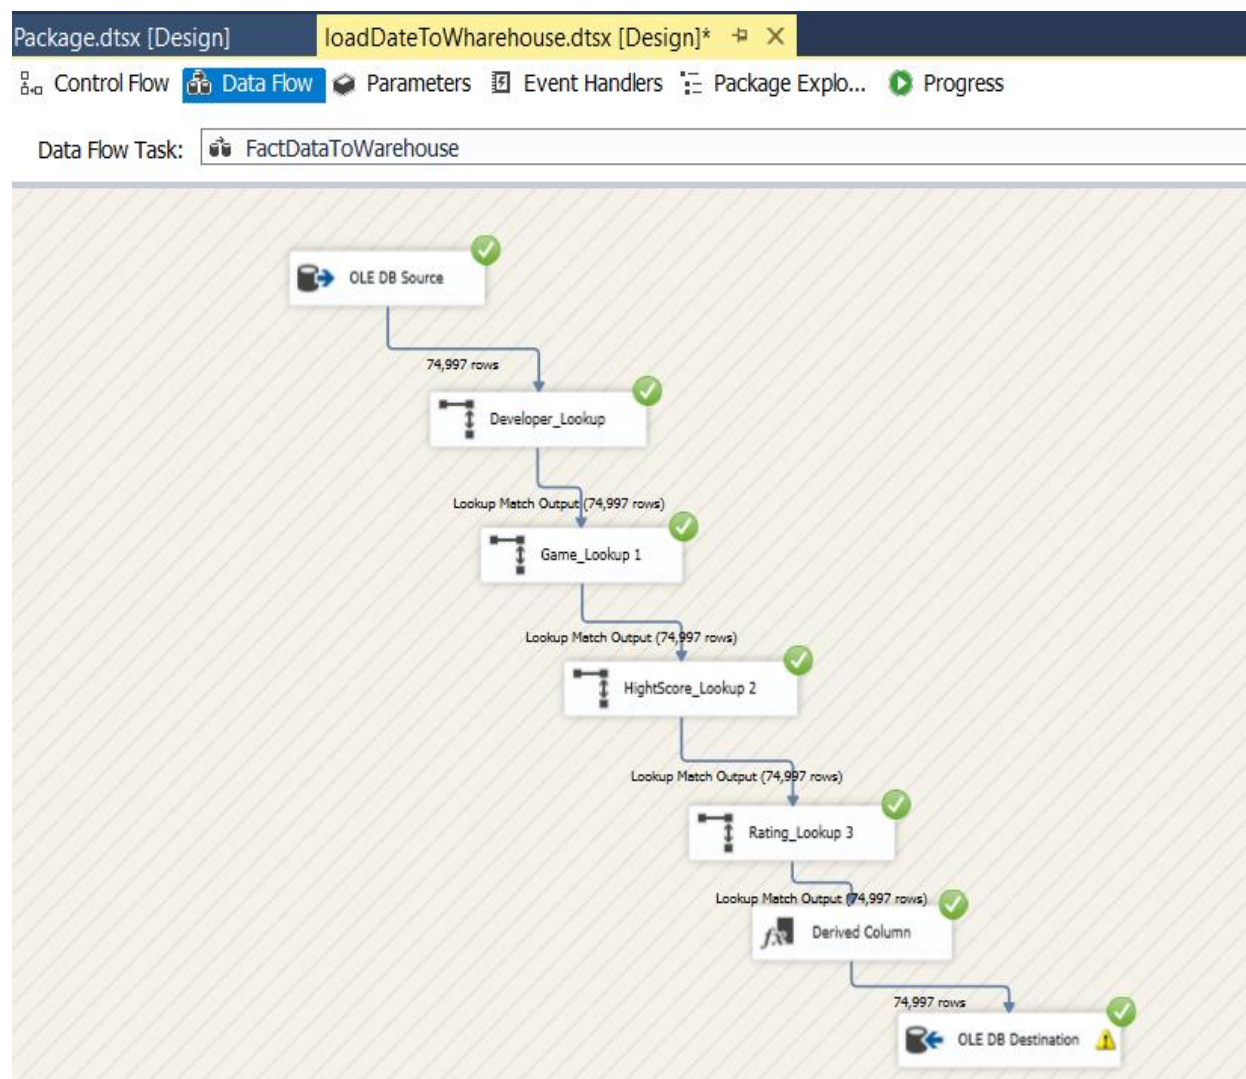 Package.dtsx [Design] loadDateToWharehouse.dtsx [Design]*
Control Flow Data Flow Parameters Event Handlers Package Explo... Progress
Data Flow Task: FactDataToWarehouse
OLE DB Source
74,997 rows
Developer_Lookup
Lookup Match Output (74,997 rows)
Game_Lookup 1
Lookup Match Output (74,997 rows)
HightScore_Lookup 2
Lookup Match Output (74,997 rows)
Rating_Lookup 3
Lookup Match Output (74,997 rows)
Derived Column
74,997 rows
OLE DB Destination